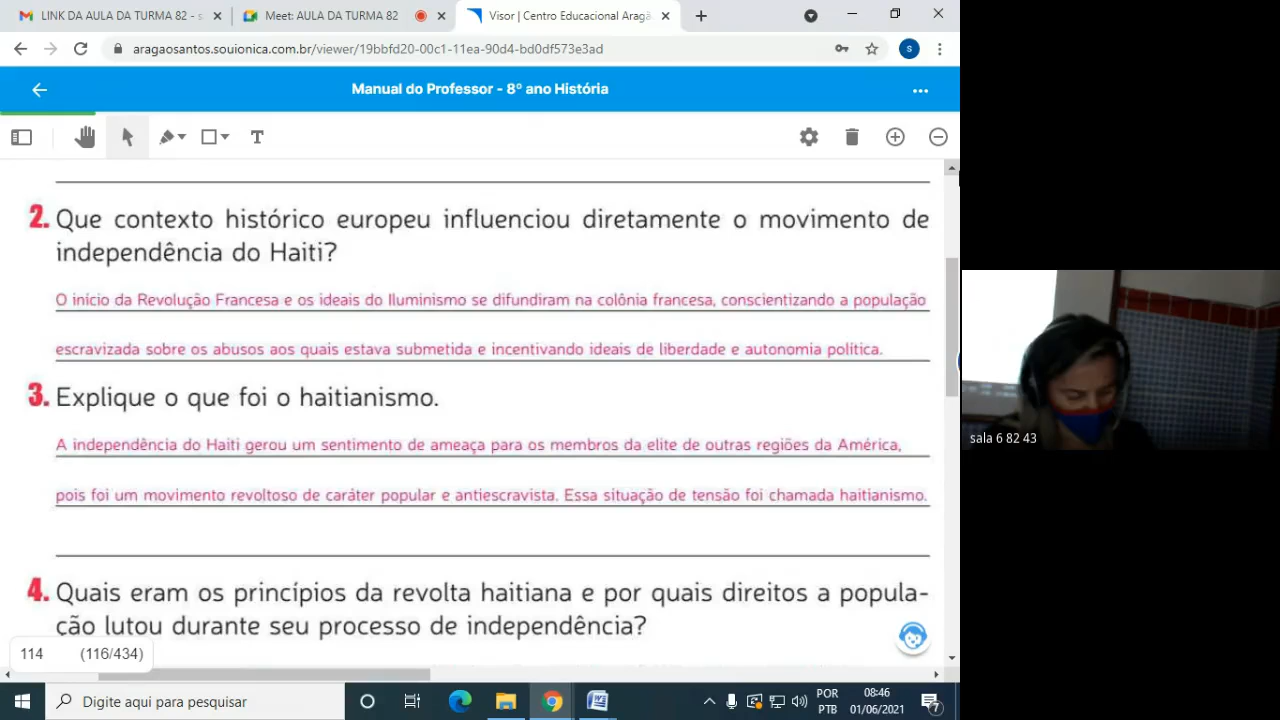 LINK DA AULA DA TURMA 82 - s
Meet: AULA DA TURMA 82
Visor | Centro Educacional Aragã
aragaosantos.souionica.com.br/viewer/19bbfd20-00c1-11ea-90d4-bd0df573e3ad
s
Manual do Professor - 8º ano História
T
2. Que contexto histórico europeu influenciou diretamente o movimento de
independência do Haiti?
O início da Revolução Francesa e os ideais do Iluminismo se difundiram na colônia francesa, conscientizando a população
escravizada sobre os abusos aos quais estava submetida e incentivando ideais de liberdade e autonomia política.
3. Explique o que foi o haitianismo.
A independência do Haiti gerou um sentimento de ameaça para os membros da elite de outras regiões da América,
pois foi um movimento revoltoso de caráter popular e antiescravista. Essa situação de tensão foi chamada haitianismo.
4. Quais eram os princípios da revolta haitiana e por quais direitos a popula-
ção lutou durante seu processo de independência?
114 (116/434)
sala 6 82 43
Digite aqui para pesquisar
POR
PTB
08:46
01/06/2021
7